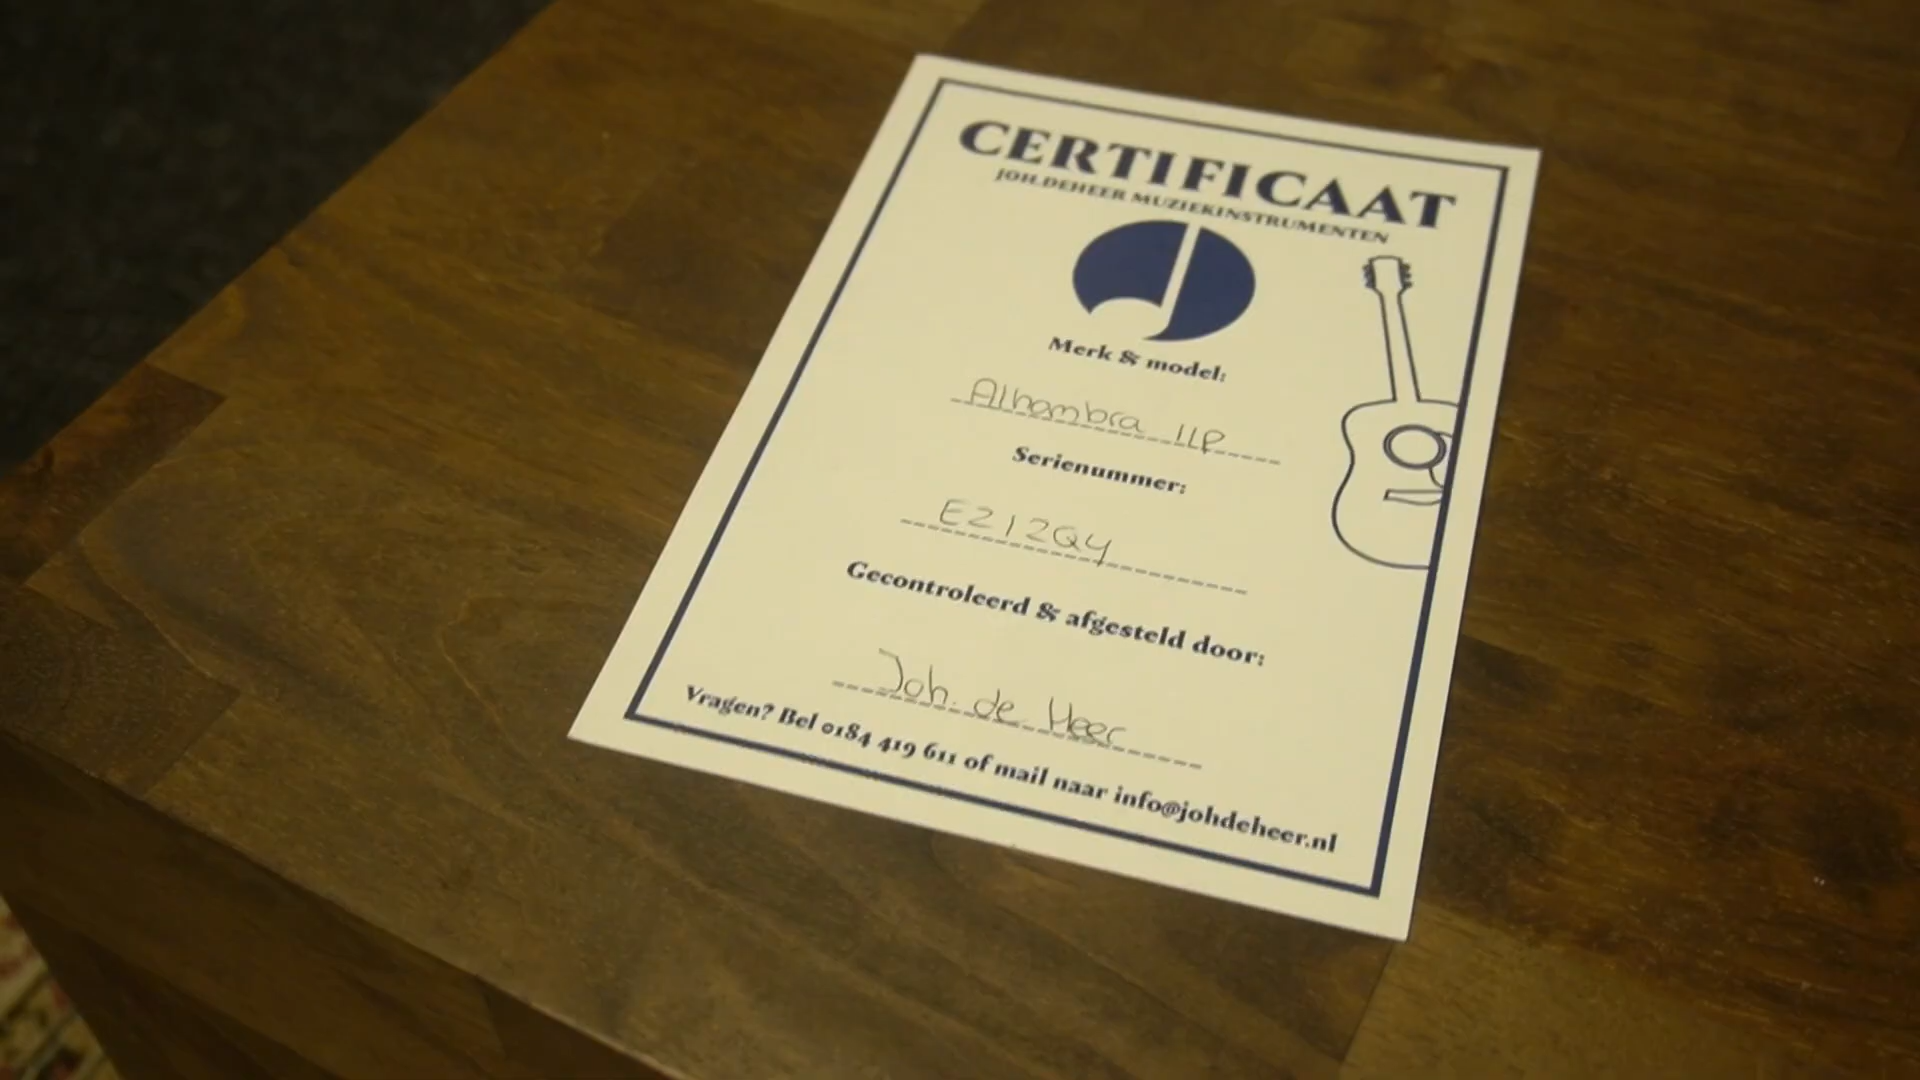 CERTIFICAAT
JOH.DEHEER MUZIEKINSTRUMENTEN
Merk & model:
Alhambra 11P
Serienummer:
EZ12Q4
Gecontroleerd & afgesteld door:
Joh. de Heer
Vragen? Bel 0184 419 611 of mail naar info@johdeheer.nl